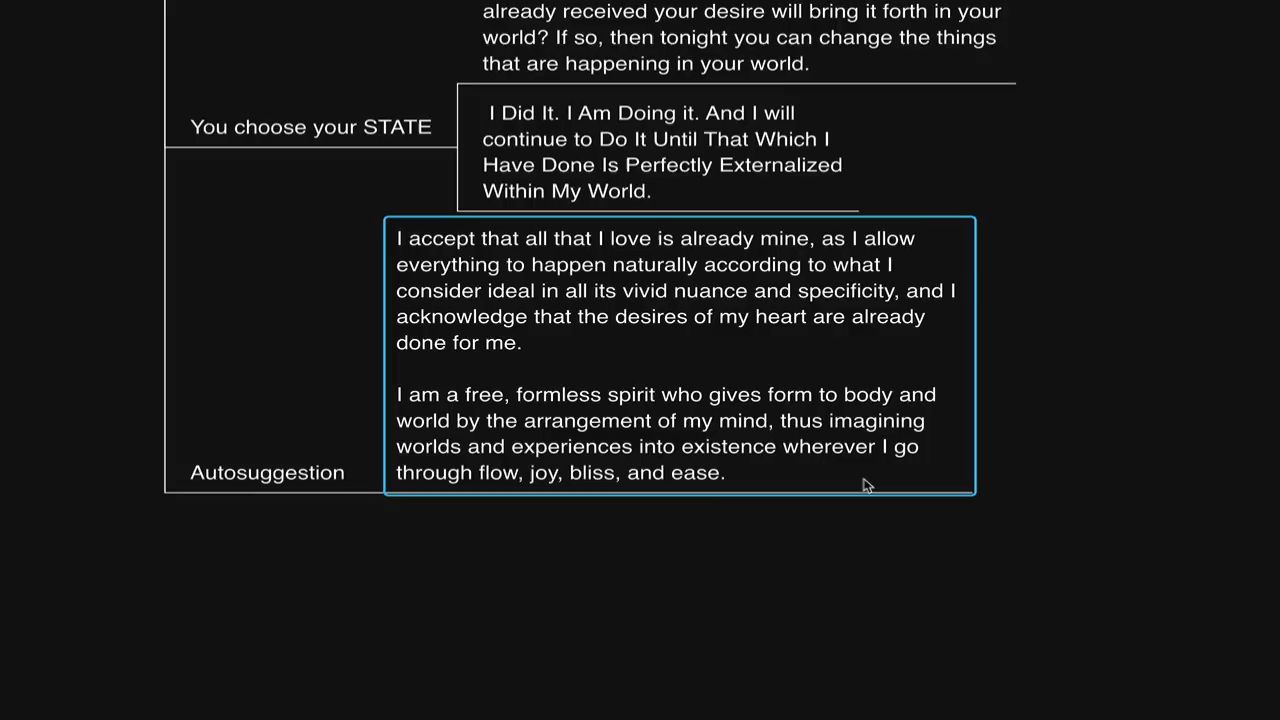 already received your desire will bring it forth in your
world? If so, then tonight you can change the things
that are happening in your world.
You choose your STATE
I Did It. I Am Doing it. And I will
continue to Do It Until That Which I
Have Done Is Perfectly Externalized
Within My World.
Autosuggestion
I accept that all that I love is already mine, as I allow
everything to happen naturally according to what I
consider ideal in all its vivid nuance and specificity, and I
acknowledge that the desires of my heart are already
done for me.
I am a free, formless spirit who gives form to body and
world by the arrangement of my mind, thus imagining
worlds and experiences into existence wherever I go
through flow, joy, bliss, and ease.